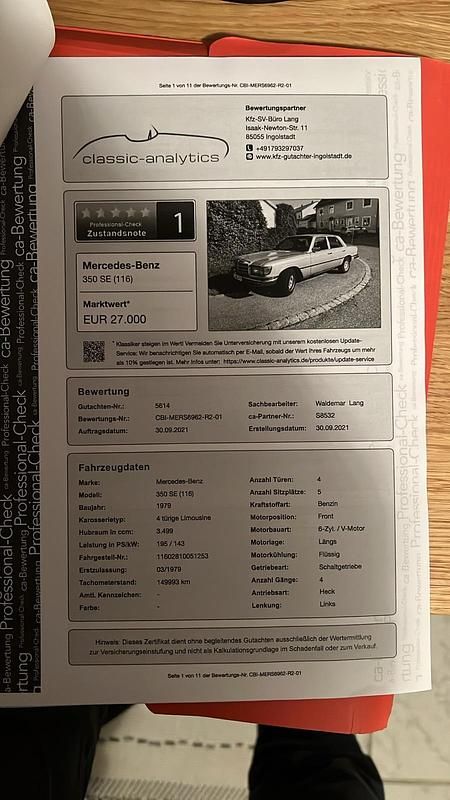 Seite 1 von 11 der Bewertungs-Nr. CBI-MERS6962-R2-01
Bewertungspartner
Kfz-SV-Büro Lang
Isaak-Newton-Str. 11
85055 Ingolstadt
+491793297037
www.kfz-gutachter-ingolstadt.de
classic-analytics
Professional-Check
Zustandsnote
1
Mercedes-Benz
350 SE (116)
Marktwert*
EUR 27.000
* Klassiker steigen im Wert! Vermeiden Sie Unterversicherung mit unserem kostenlosen Update-
Service: Wir benachrichtigen Sie automatisch per E-Mail, sobald der Wert Ihres Fahrzeugs um mehr
als 10% gestiegen ist. Mehr Infos unter: https://www.classic-analytics.de/produkte/update-service
Bewertung
Gutachten-Nr.: 5614 Sachbearbeiter: Waldemar Lang
Bewertungs-Nr.: CBI-MERS6962-R2-01 ca-Partner-Nr.: S8532
Auftragsdatum: 30.09.2021 Erstellungsdatum: 30.09.2021
Fahrzeugdaten
Marke: Mercedes-Benz Anzahl Türen: 4
Modell: 350 SE (116) Anzahl Sitzplätze: 5
Baujahr: 1979 Kraftstoffart: Benzin
Karosserietyp: 4 türige Limousine Motorposition: Front
Hubraum in ccm: 3.499 Motorbauart: 6-Zyl. / V-Motor
Leistung in PS/kW: 195 / 143 Motorlage: Längs
Fahrgestell-Nr.: 11602810051253 Motorkühlung: Flüssig
Erstzulassung: 03/1979 Getriebeart: Schaltgetriebe
Tachometerstand: 149993 km Anzahl Gänge: 4
Amtl. Kennzeichen: - Antriebsart: Heck
Farbe: - Lenkung: Links
Hinweis: Dieses Zertifikat dient ohne begleitendes Gutachten ausschließlich der Wertermittlung
zur Versicherungseinstufung und nicht als Kalkulationsgrundlage im Schadenfall oder zum Verkauf.
Seite 1 von 11 der Bewertungs-Nr. CBI-MERS6962-R2-01
ca-Bewertung
Professional-Check